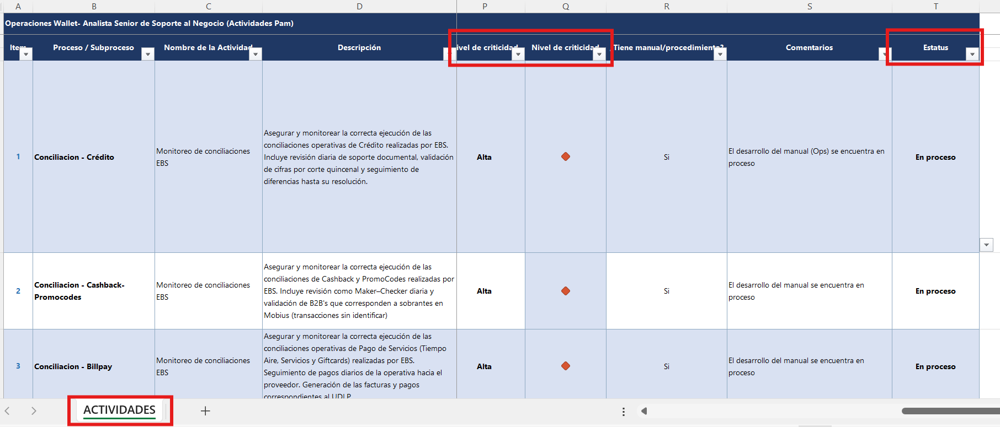 A B C D P Q R S T
Operaciones Wallet- Analista Senior de Soporte al Negocio (Actividades Pam)
Item Proceso / Subproceso Nombre de la Actividad Descripción ivel de criticidad Nivel de criticidad Tiene manual/procedimiento? Comentarios Estatus
1
Conciliacion - Crédito
Monitoreo de conciliaciones
EBS
Asegurar y monitorear la correcta ejecución de las
conciliaciones operativas de Crédito realizadas por EBS.
Incluye revisión diaria de soporte documental, validación
de cifras por corte quincenal y seguimiento de
diferencias hasta su resolución.
Alta
Si
El desarrollo del manual (Ops) se encuentra en
proceso
En proceso
2
Conciliacion - Cashback-
Promocodes
Monitoreo de conciliaciones
EBS
Asegurar y monitorear la correcta ejecución de las
conciliaciones de Cashback y PromoCodes realizadas por
EBS. Incluye revisión como Maker–Checker diaria y
validación de B2B's que corresponden a sobrantes en
Mobius (transacciones sin identificar)
Alta
Si
El desarrollo del manual se encuentra en
proceso
En proceso
3
Conciliacion - Billpay
Monitoreo de conciliaciones
EBS
Asegurar y monitorear la correcta ejecución de las
conciliaciones operativas de Pago de Servicios (Tiempo
Aire, Servicios y Giftcards) realizadas por EBS.
Seguimiento de pagos diarios de la operativa hacia el
proveedor. Generación de las facturas y pagos
correspondientes al UDLP
Alta
Si
El desarrollo del manual se encuentra en
proceso
En proceso
ACTIVIDADES